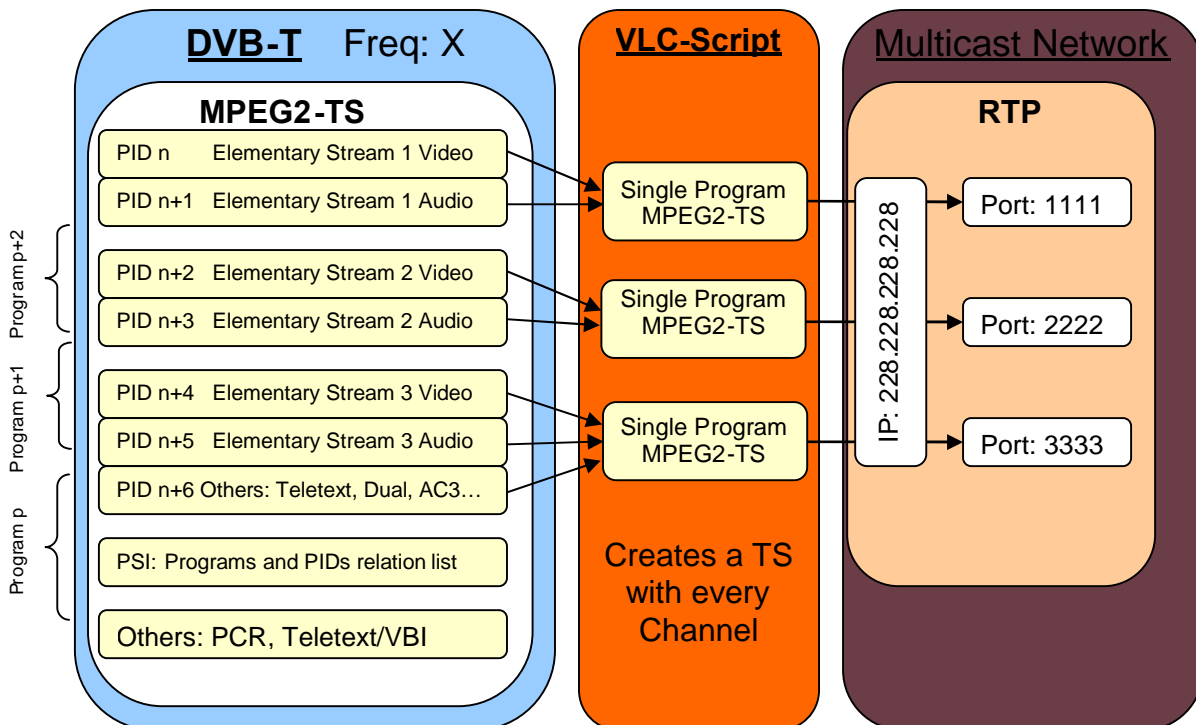 DVB-T Freq: X
MPEG2-TS
PID n Elementary Stream 1 Video
PID n+1 Elementary Stream 1 Audio
PID n+2 Elementary Stream 2 Video
PID n+3 Elementary Stream 2 Audio
PID n+4 Elementary Stream 3 Video
PID n+5 Elementary Stream 3 Audio
PID n+6 Others: Teletext, Dual, AC3…
PSI: Programs and PIDs relation list
Others: PCR, Teletext/VBI
Program p+2
Program p+1
Program p
VLC-Script
Single Program
MPEG2-TS
Single Program
MPEG2-TS
Single Program
MPEG2-TS
Creates a TS
with every
Channel
Multicast Network
RTP
IP: 228.228.228.228
Port: 1111
Port: 2222
Port: 3333